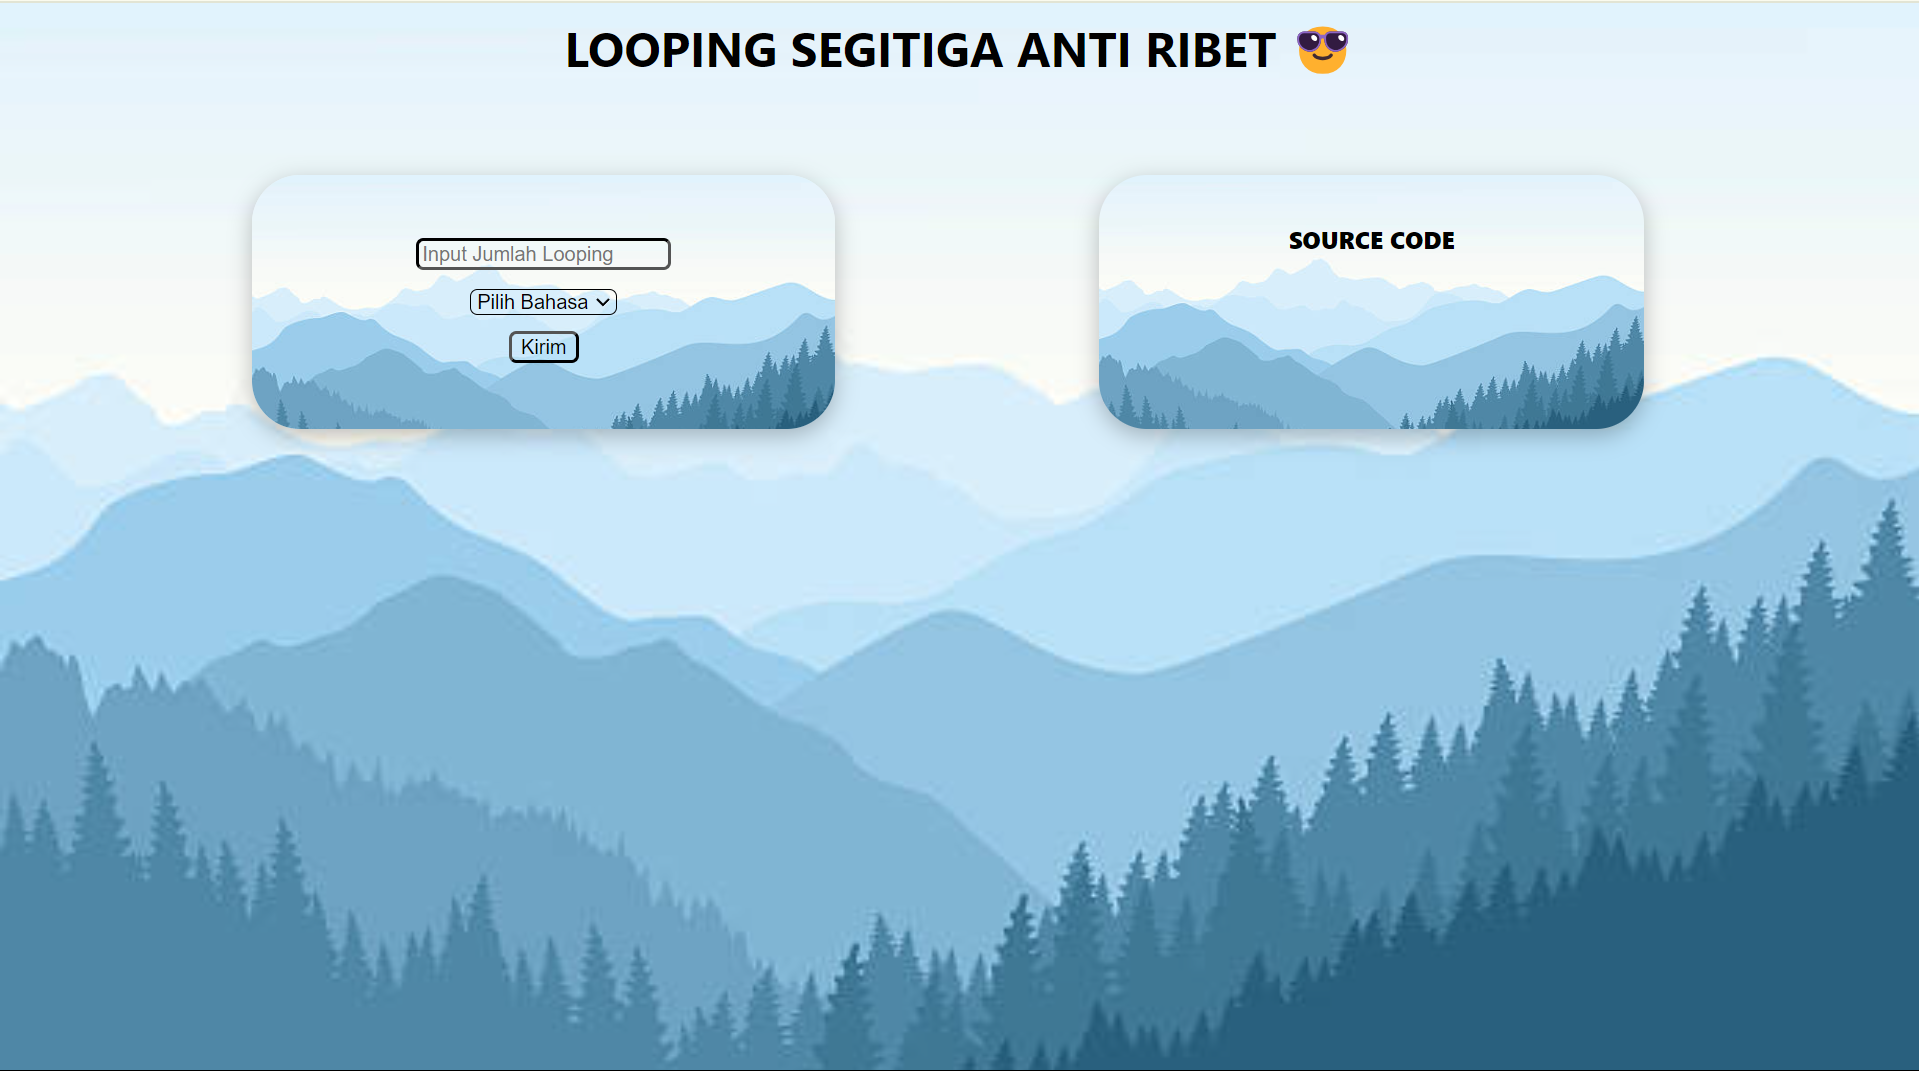 LOOPING SEGITIGA ANTI RIBET 😎
Input Jumlah Looping
Pilih Bahasa
Kirim
SOURCE CODE